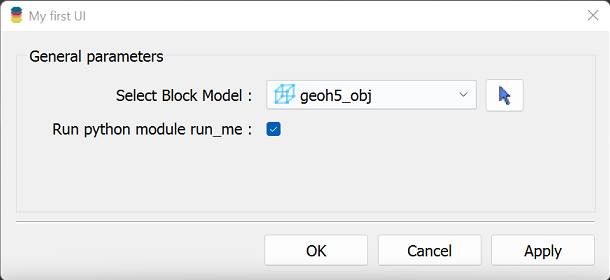 My first UI
General parameters
Select Block Model : geoh5_obj
Run python module run_me :
OK Cancel Apply